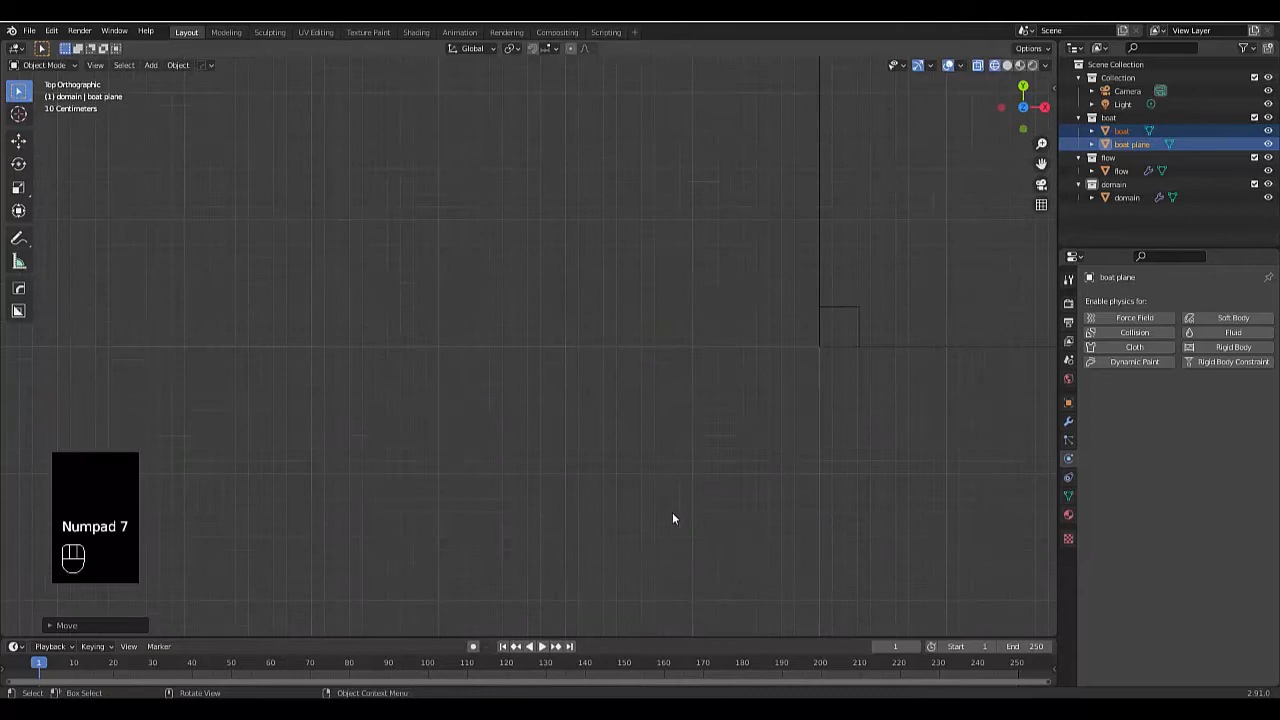 File Edit Render Window Help Layout Modeling Sculpting UV Editing Texture Paint Shading Animation Rendering Compositing Scripting + Scene View Layer
Global Options
Object Mode View Select Add Object
Top Orthographic
(1) domain | boat plane
10 Centimeters
Y
X
Z
Scene Collection
Collection
Camera
Light
boat
boat
boat plane
flow
flow
domain
domain
boat plane
Enable physics for:
Force Field Soft Body
Collision Fluid
Cloth Rigid Body
Dynamic Paint Rigid Body Constraint
Numpad 7
Move
Playback Keying View Marker 1 Start 1 End 250
1 10 20 30 40 50 60 70 80 90 100 110 120 130 140 150 160 170 180 190 200 210 220 230 240 250
Select Box Select Rotate View Object Context Menu 2.91.0